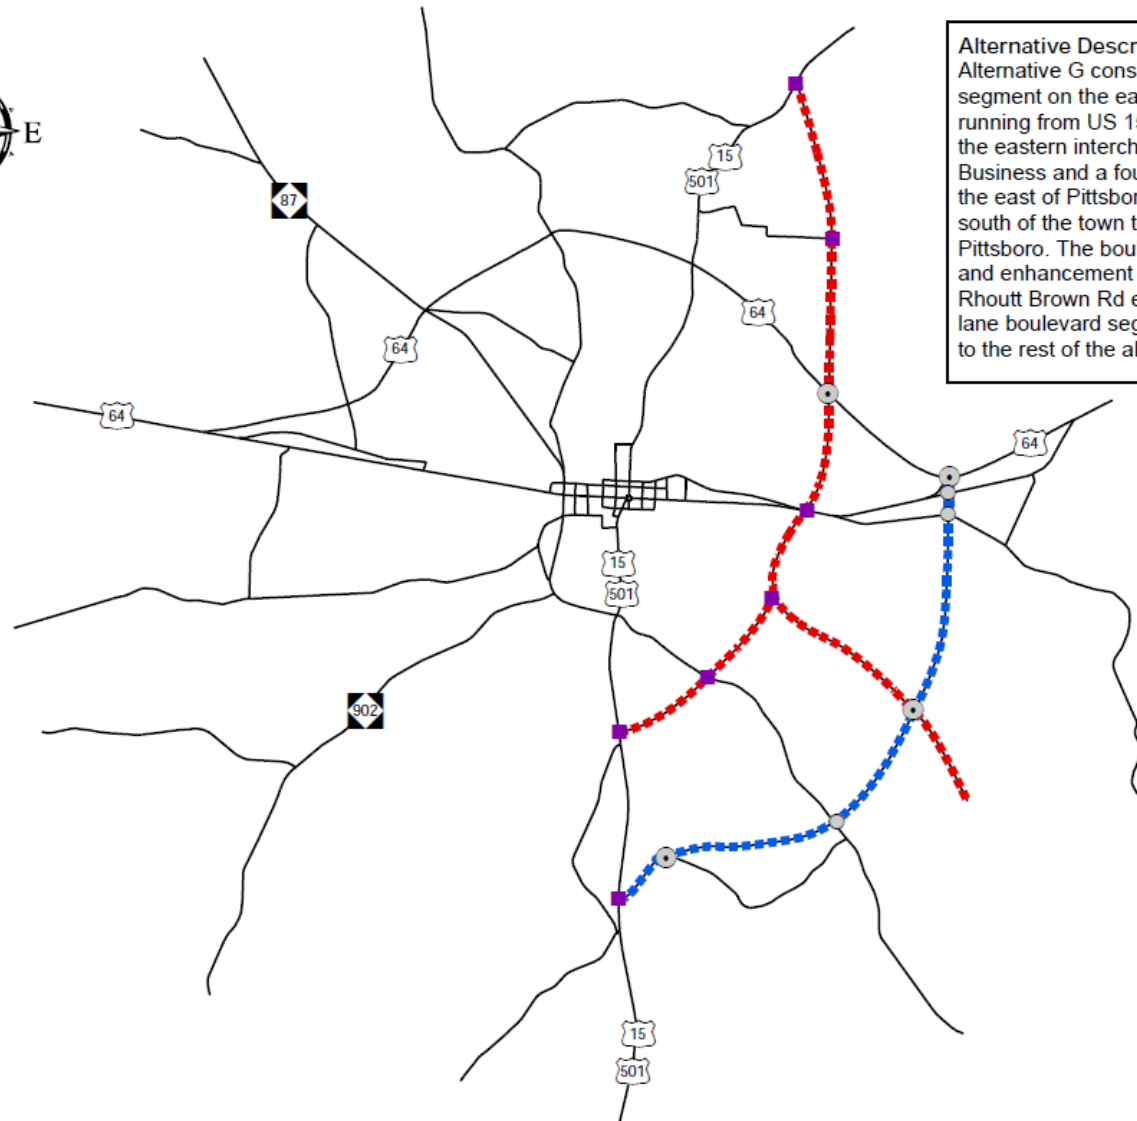 Alternative Descr
Alternative G cons
segment on the ea
running from US 1
the eastern interch
Business and a fou
the east of Pittsbor
south of the town t
Pittsboro. The bou
and enhancement
Rhoutt Brown Rd e
lane boulevard seg
to the rest of the al
E
15
501
87
64
64
64
64
15
501
902
15
501